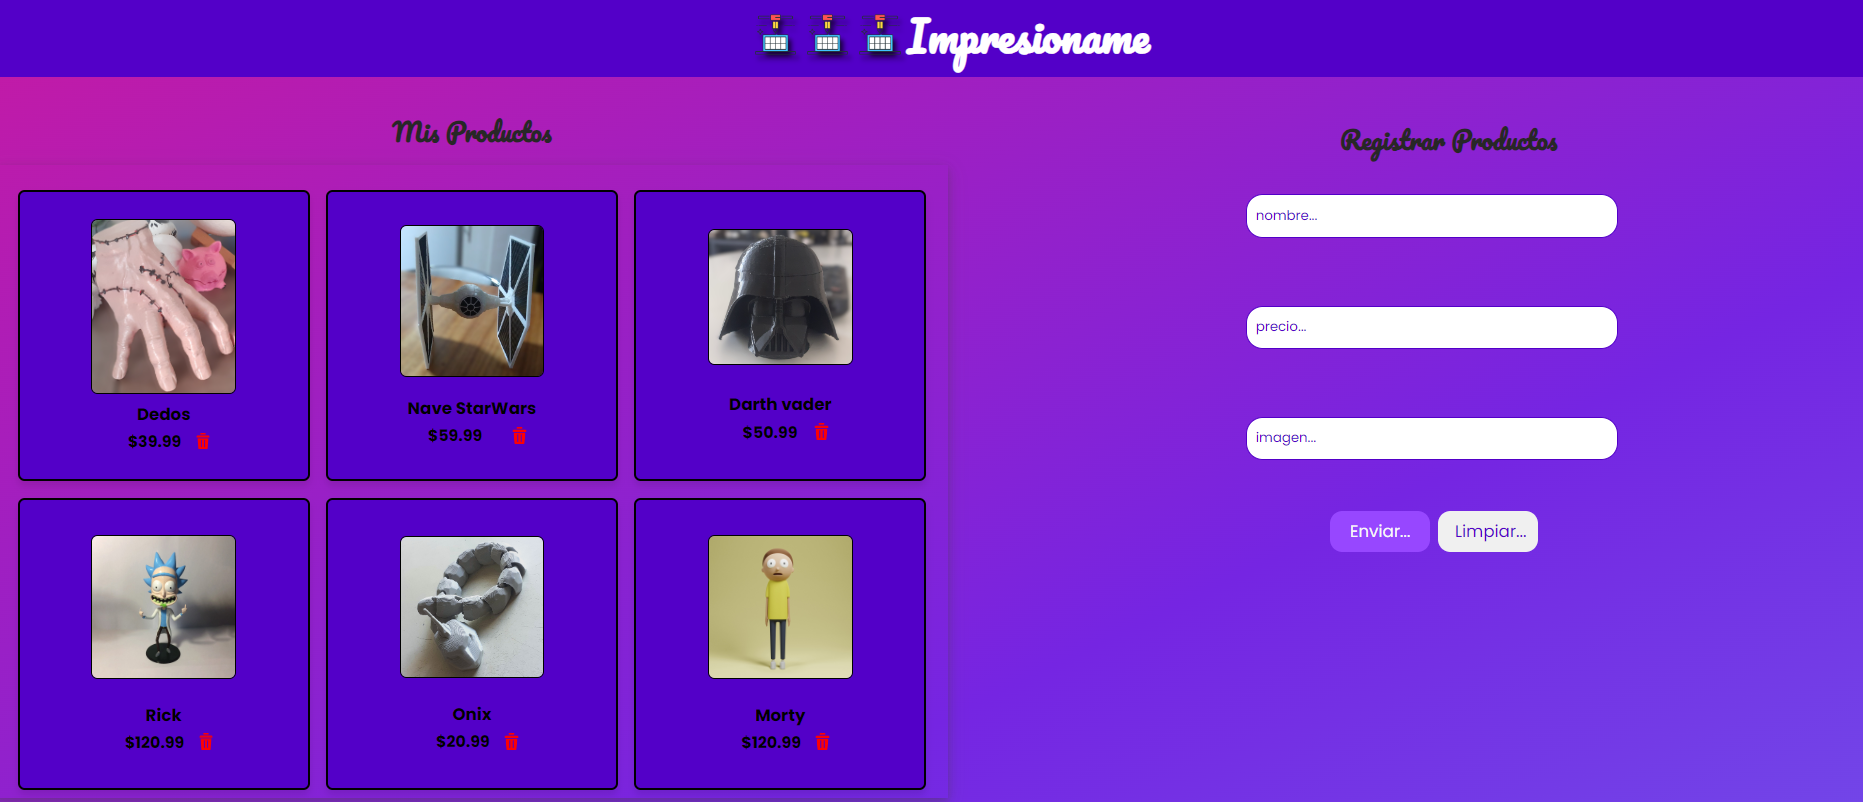 Impresioname
Mis Productos
Dedos
$39.99
Nave StarWars
$59.99
Darth vader
$50.99
Rick
$120.99
Onix
$20.99
Morty
$120.99
Registrar Productos
nombre...
precio...
imagen...
Enviar...
Limpiar...